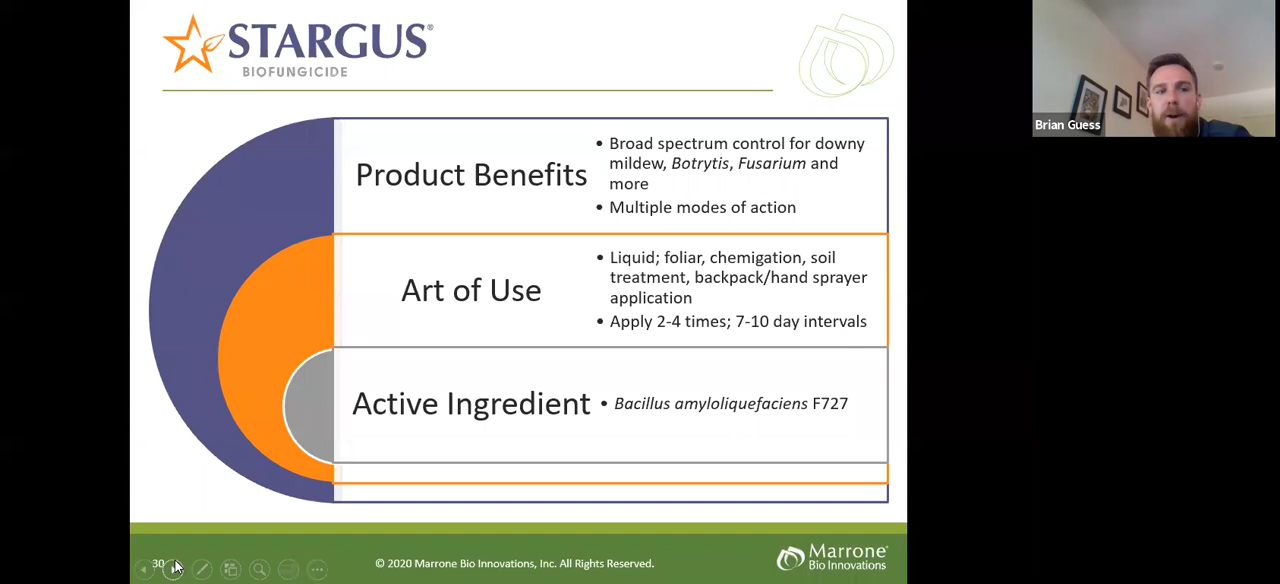 STARGUS®
BIOFUNGICIDE
Product Benefits
• Broad spectrum control for downy
mildew, Botrytis, Fusarium and
more
• Multiple modes of action
Art of Use
• Liquid; foliar, chemigation, soil
treatment, backpack/hand sprayer
application
• Apply 2-4 times; 7-10 day intervals
Active Ingredient
• Bacillus amyloliquefaciens F727
30
© 2020 Marrone Bio Innovations, Inc. All Rights Reserved.
Marrone®
Bio Innovations
Brian Guess